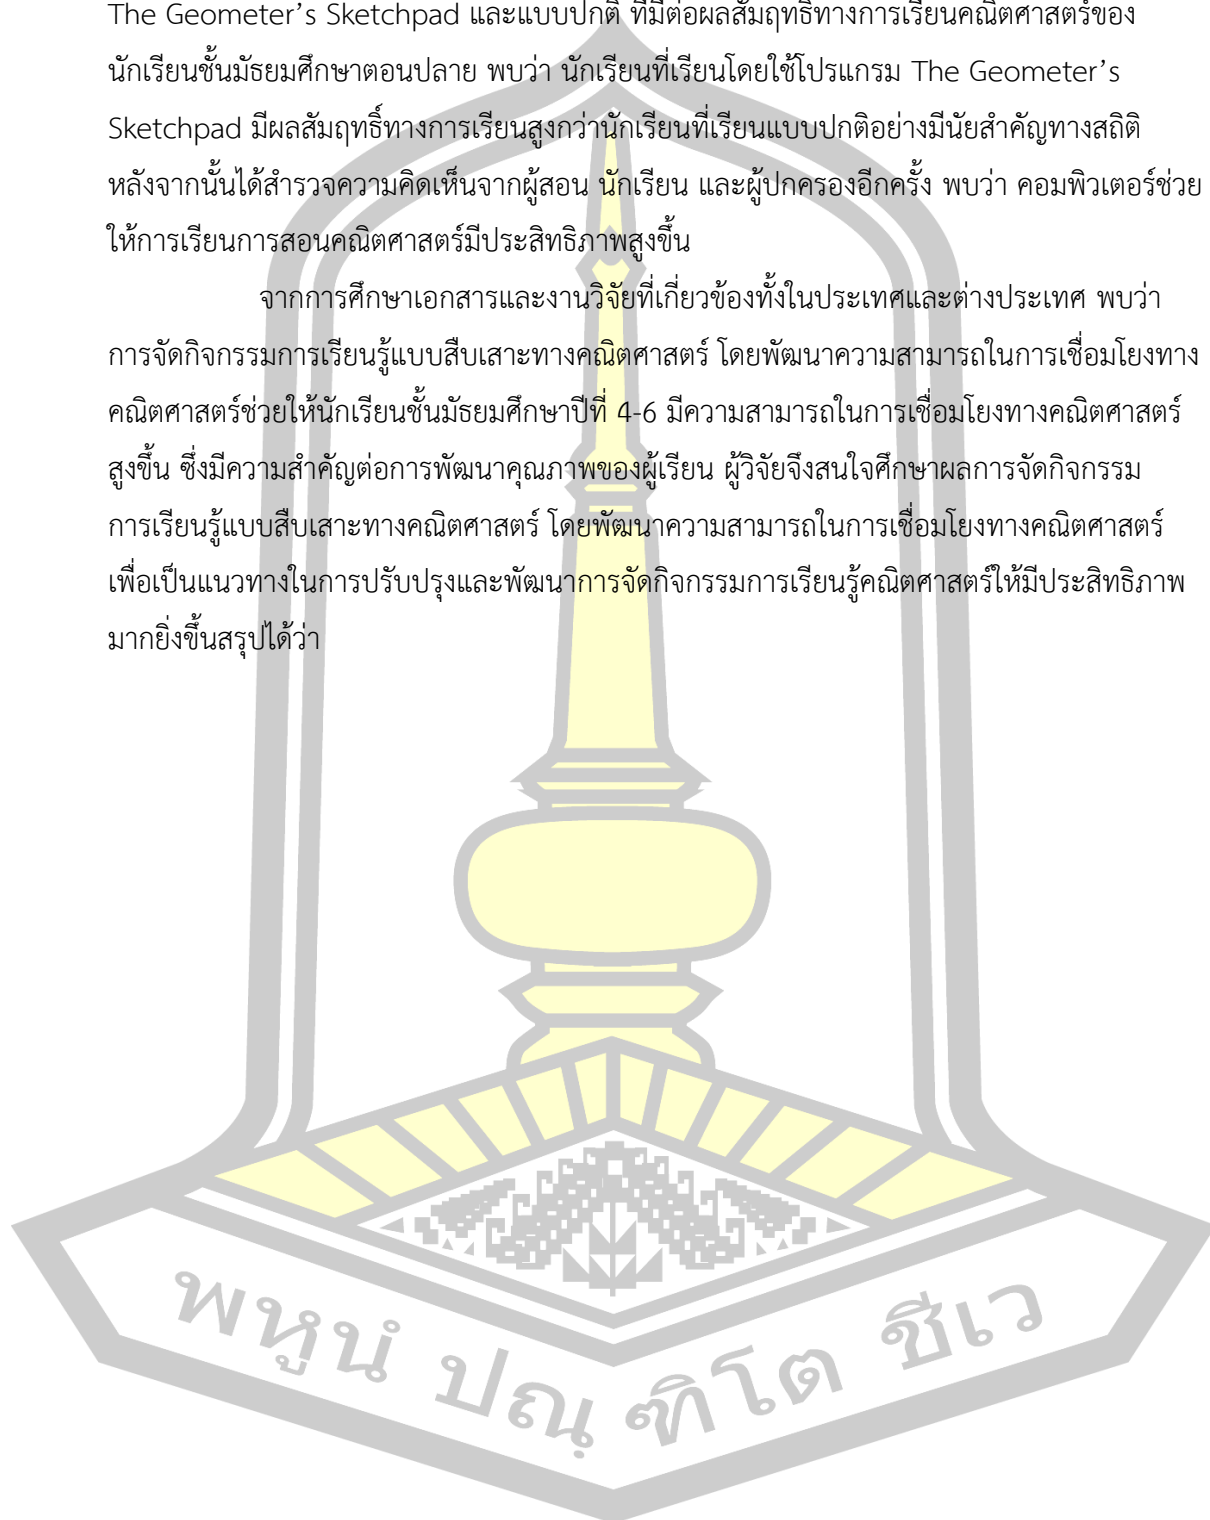 The Geometer’s Sketchpad และแบบปกติ ที่มีต่อผลสัมฤทธิ์ทางการเรียนคณิตศาสตร์ของ
นักเรียนชั้นมัธยมศึกษาตอนปลาย พบว่า นักเรียนที่เรียนโดยใช้โปรแกรม The Geometer’s
Sketchpad มีผลสัมฤทธิ์ทางการเรียนสูงกว่านักเรียนที่เรียนแบบปกติอย่างมีนัยสำคัญทางสถิติ
หลังจากนั้นได้สำรวจความคิดเห็นจากผู้สอน นักเรียน และผู้ปกครองอีกครั้ง พบว่า คอมพิวเตอร์ช่วย
ให้การเรียนการสอนคณิตศาสตร์มีประสิทธิภาพสูงขึ้น
จากการศึกษาเอกสารและงานวิจัยที่เกี่ยวข้องทั้งในประเทศและต่างประเทศ พบว่า
การจัดกิจกรรมการเรียนรู้แบบสืบเสาะทางคณิตศาสตร์ โดยพัฒนาความสามารถในการเชื่อมโยงทาง
คณิตศาสตร์ช่วยให้นักเรียนชั้นมัธยมศึกษาปีที่ 4-6 มีความสามารถในการเชื่อมโยงทางคณิตศาสตร์
สูงขึ้น ซึ่งมีความสำคัญต่อการพัฒนาคุณภาพของผู้เรียน ผู้วิจัยจึงสนใจศึกษาผลการจัดกิจกรรม
การเรียนรู้แบบสืบเสาะทางคณิตศาสตร์ โดยพัฒนาความสามารถในการเชื่อมโยงทางคณิตศาสตร์
เพื่อเป็นแนวทางในการปรับปรุงและพัฒนาการจัดกิจกรรมการเรียนรู้คณิตศาสตร์ให้มีประสิทธิภาพ
มากยิ่งขึ้นสรุปได้ว่า
พหูนํ ปณฺฑิโต ชีเว